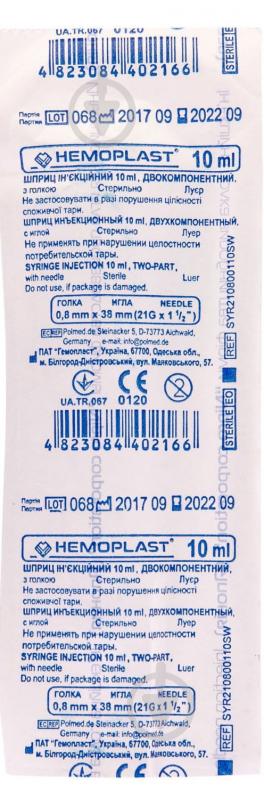 UA.TR.067 0120
STERILE EO
4 823084 402166
Партія
Партия LOT 068 2017 09 2022 09
HEMOPLAST® 10 ml
ШПРИЦ ІН'ЄКЦІЙНИЙ 10 ml, ДВОКОМПОНЕНТНИЙ,
з голкою Стерильно Луєр
Не застосовувати в разі порушення цілісності
споживчої тари.
ШПРИЦ ИНЪЕКЦИОННЫЙ 10 ml, ДВУХКОМПОНЕНТНЫЙ,
с иглой Стерильно Луер
Не применять при нарушении целостности
потребительской тары.
SYRINGE INJECTION 10 ml, TWO-PART,
with needle Sterile Luer
Do not use, if package is damaged.
ГОЛКА ИГЛА NEEDLE
0,8 mm x 38 mm (21G x 1 ½")
EC REP Polmed.de Steinacker 5, D-73773 Aichwald,
Germany e-mail: info@polmed.de
ПАТ "Гемопласт", Україна, 67700, Одеська обл.,
м. Білгород-Дністровський, вул. Маяковського, 57.
REF SYR210800110SW
UA.TR.067 0120
STERILE EO
4 823084 402166
Партія
Партия LOT 068 2017 09 2022 09
HEMOPLAST® 10 ml
ШПРИЦ ІН'ЄКЦІЙНИЙ 10 ml, ДВОКОМПОНЕНТНИЙ,
з голкою Стерильно Луєр
Не застосовувати в разі порушення цілісності
споживчої тари.
ШПРИЦ ИНЪЕКЦИОННЫЙ 10 ml, ДВУХКОМПОНЕНТНЫЙ,
с иглой Стерильно Луер
Не применять при нарушении целостности
потребительской тары.
SYRINGE INJECTION 10 ml, TWO-PART,
with needle Sterile Luer
Do not use, if package is damaged.
ГОЛКА ИГЛА NEEDLE
0,8 mm x 38 mm (21G x 1 ½")
EC REP Polmed.de Steinacker 5, D-73773 Aichwald,
Germany e-mail: info@polmed.de
ПАТ "Гемопласт", Україна, 67700, Одеська обл.,
м. Білгород-Дністровський, вул. Маяковського, 57.
REF SYR210800110SW